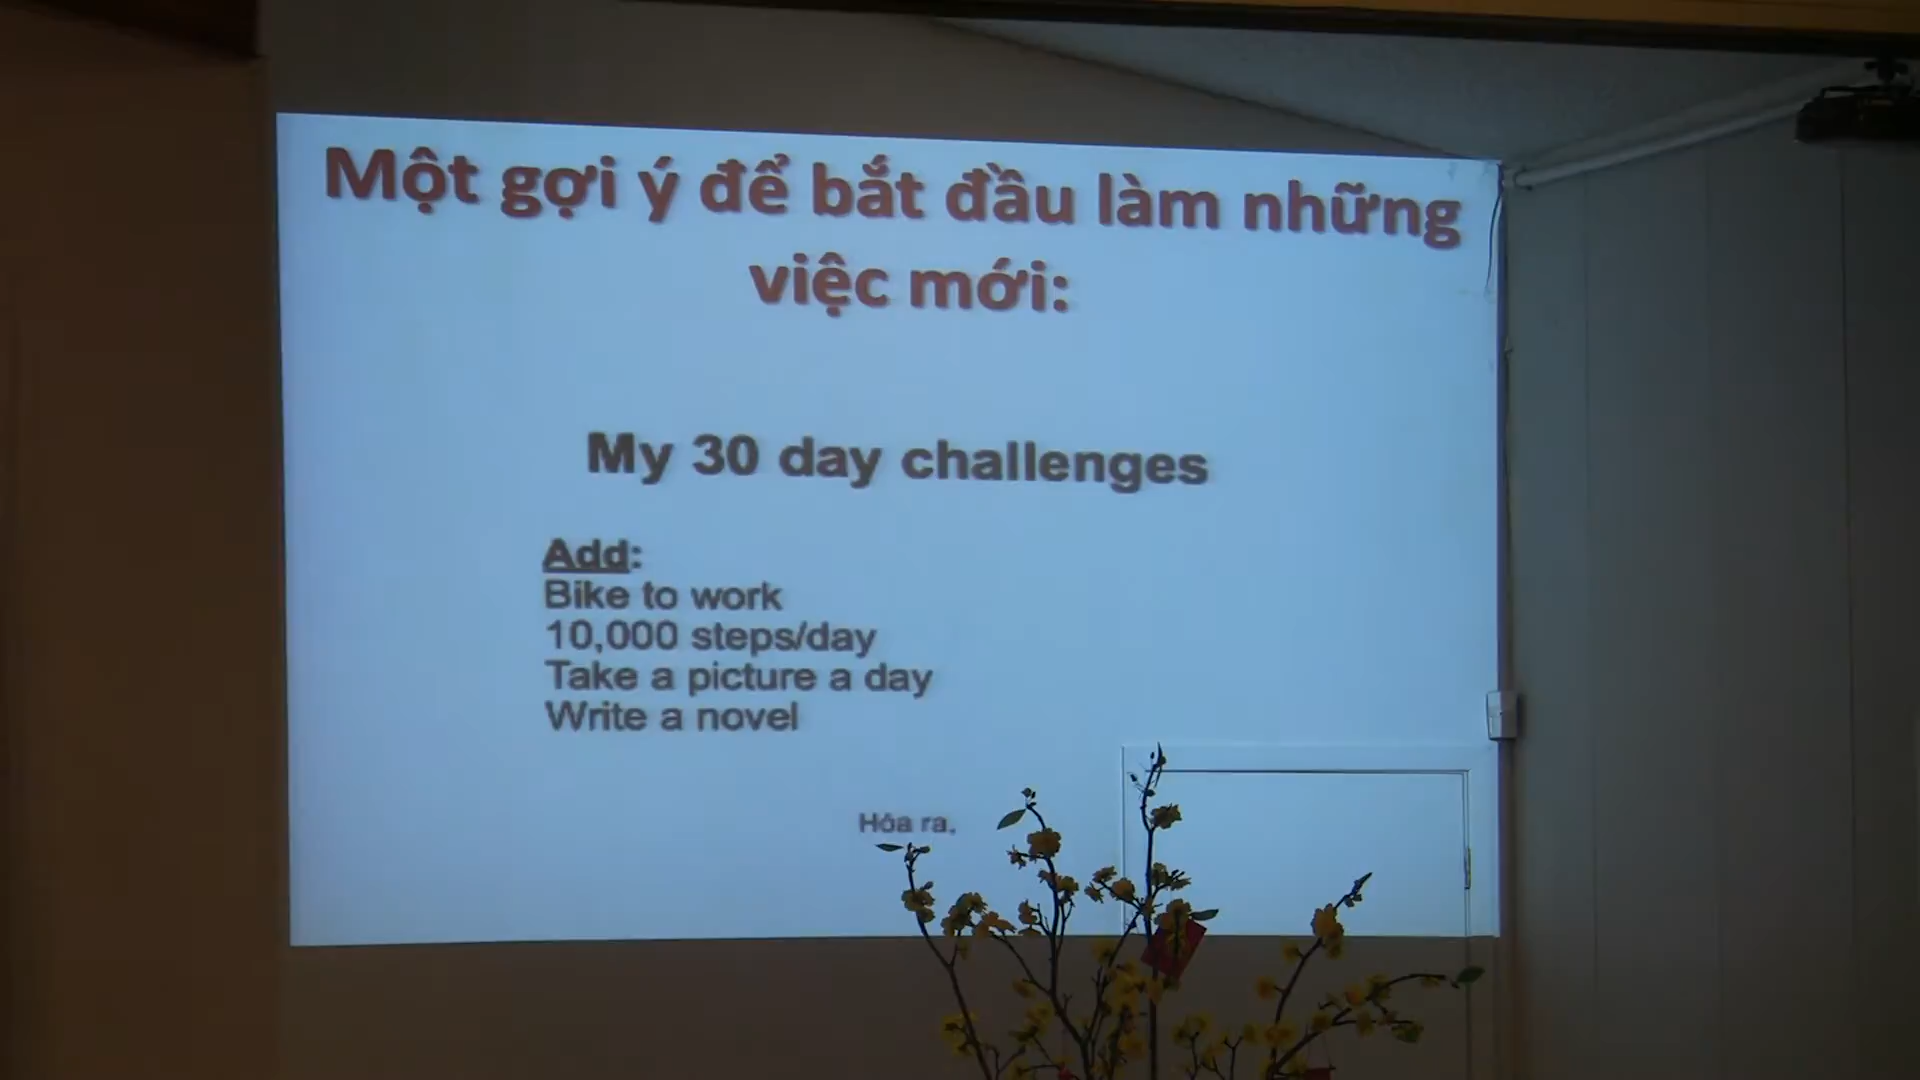 Một gợi ý để bắt đầu làm những
việc mới:
My 30 day challenges
Add:
Bike to work
10,000 steps/day
Take a picture a day
Write a novel
Hóa ra,